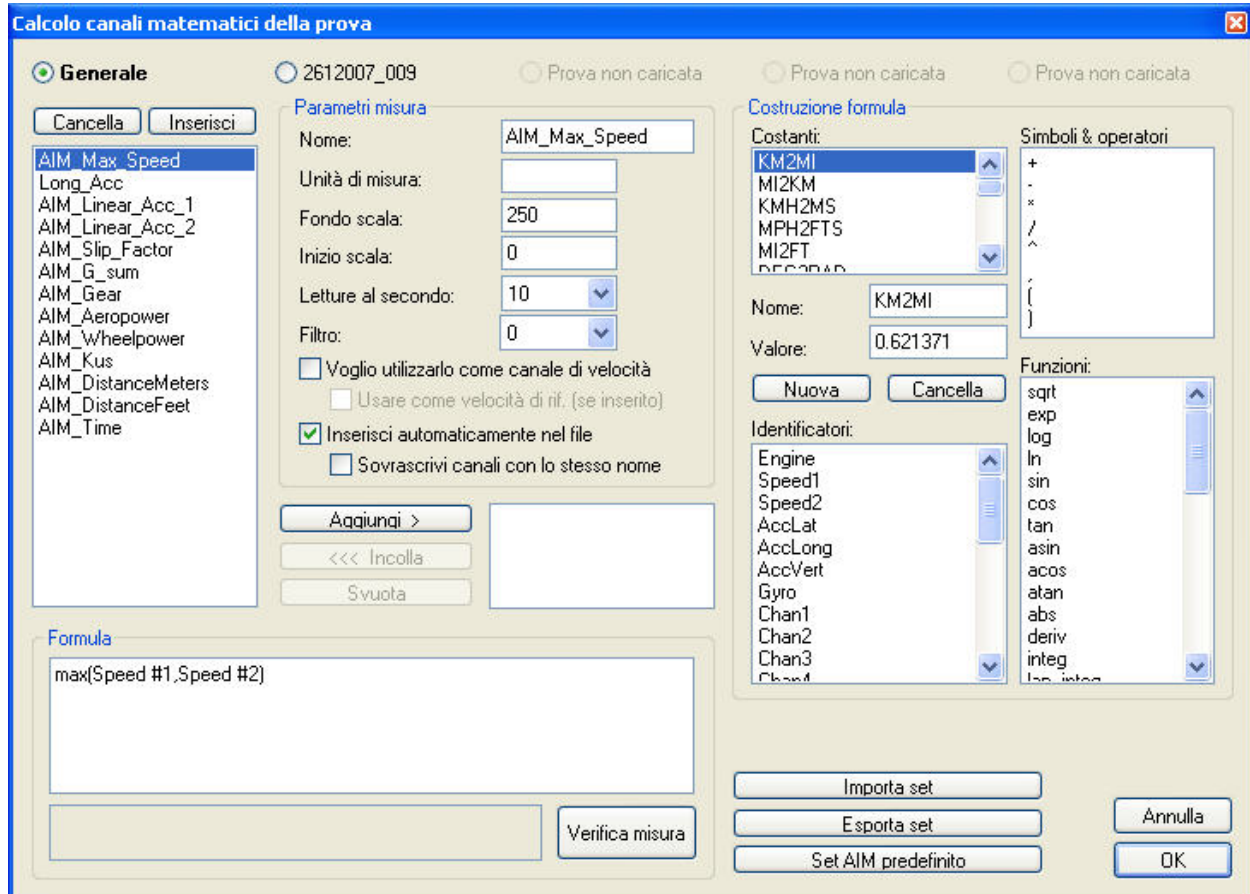 Calcolo canali matematici della prova
Generale
2612007_009
Prova non caricata
Prova non caricata
Prova non caricata
Cancella
Inserisci
AIM_Max_Speed
Long_Acc
AIM_Linear_Acc_1
AIM_Linear_Acc_2
AIM_Slip_Factor
AIM_G_sum
AIM_Gear
AIM_Aeropower
AIM_Wheelpower
AIM_Kus
AIM_DistanceMeters
AIM_DistanceFeet
AIM_Time
Parametri misura
Nome: AIM_Max_Speed
Unità di misura:
Fondo scala: 250
Inizio scala: 0
Letture al secondo: 10
Filtro: 0
Voglio utilizzarlo come canale di velocità
Usare come velocità di rif. (se inserito)
Inserisci automaticamente nel file
Sovrascrivi canali con lo stesso nome
Aggiungi >
<<< Incolla
Svuota
Formula
max(Speed #1,Speed #2)
Verifica misura
Costruzione formula
Costanti:
KM2MI
MI2KM
KMH2MS
MPH2FTS
MI2FT
DEG2RAD
Nome: KM2MI
Valore: 0.621371
Nuova
Cancella
Identificatori:
Engine
Speed1
Speed2
AccLat
AccLong
AccVert
Gyro
Chan1
Chan2
Chan3
Chan4
Simboli & operatori
+
-
*
/
^
,
(
)
Funzioni:
sqrt
exp
log
ln
sin
cos
tan
asin
acos
atan
abs
deriv
integ
lap_integ
Importa set
Esporta set
Set AIM predefinito
Annulla
OK